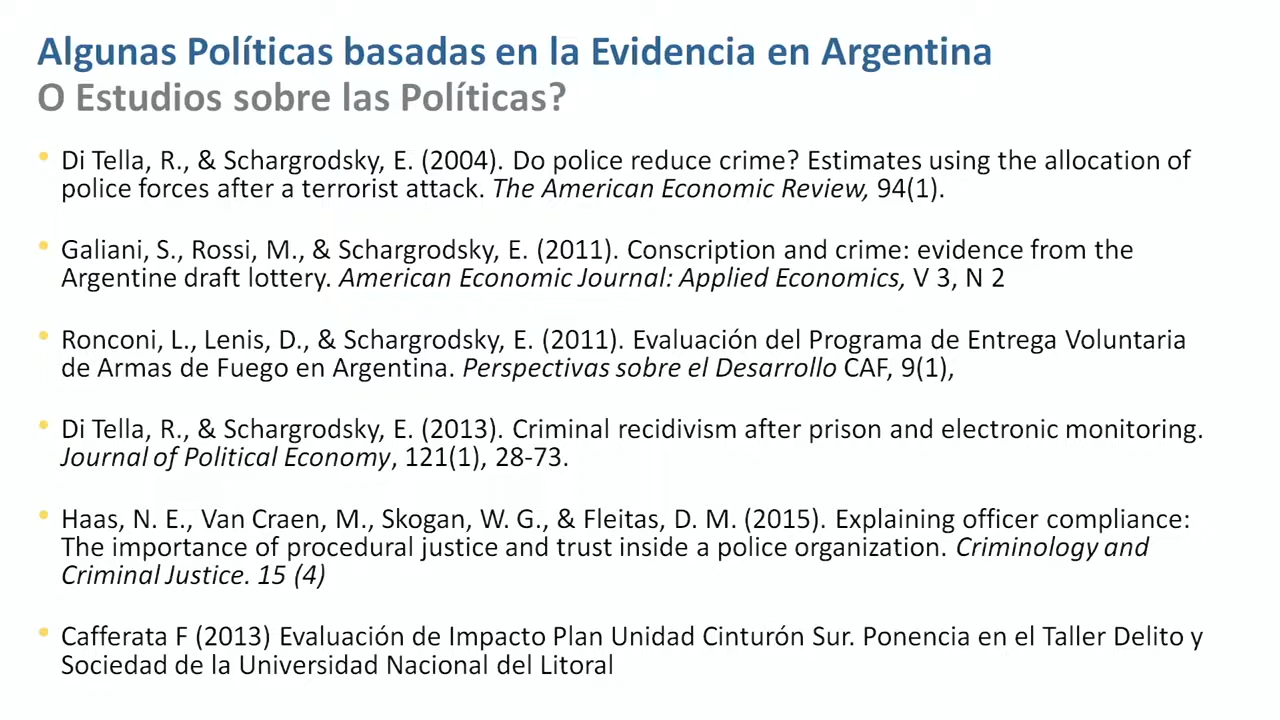 Algunas Políticas basadas en la Evidencia en Argentina
O Estudios sobre las Políticas?
• Di Tella, R., & Schargrodsky, E. (2004). Do police reduce crime? Estimates using the allocation of
police forces after a terrorist attack. The American Economic Review, 94(1).
• Galiani, S., Rossi, M., & Schargrodsky, E. (2011). Conscription and crime: evidence from the
Argentine draft lottery. American Economic Journal: Applied Economics, V 3, N 2
• Ronconi, L., Lenis, D., & Schargrodsky, E. (2011). Evaluación del Programa de Entrega Voluntaria
de Armas de Fuego en Argentina. Perspectivas sobre el Desarrollo CAF, 9(1),
• Di Tella, R., & Schargrodsky, E. (2013). Criminal recidivism after prison and electronic monitoring.
Journal of Political Economy, 121(1), 28-73.
• Haas, N. E., Van Craen, M., Skogan, W. G., & Fleitas, D. M. (2015). Explaining officer compliance:
The importance of procedural justice and trust inside a police organization. Criminology and
Criminal Justice. 15 (4)
• Cafferata F (2013) Evaluación de Impacto Plan Unidad Cinturón Sur. Ponencia en el Taller Delito y
Sociedad de la Universidad Nacional del Litoral